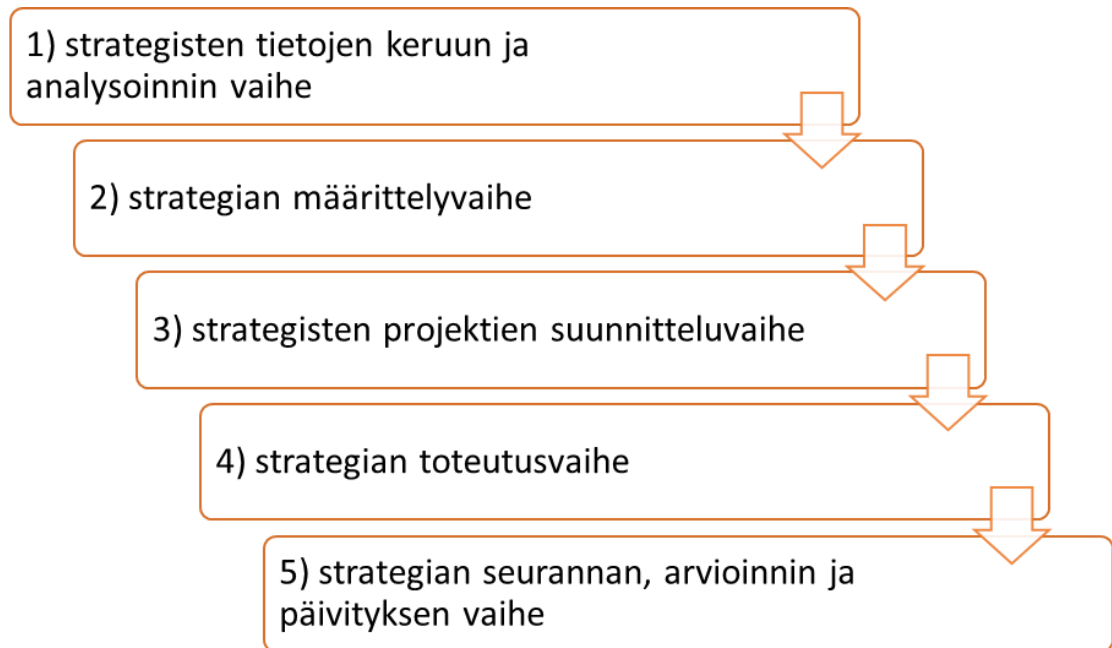 1) strategisten tietojen keruun ja
analysoinnin vaihe
2) strategian määrittelyvaihe
3) strategisten projektien suunnitteluvaihe
4) strategian toteutusvaihe
5) strategian seurannan, arvioinnin ja
päivityksen vaihe